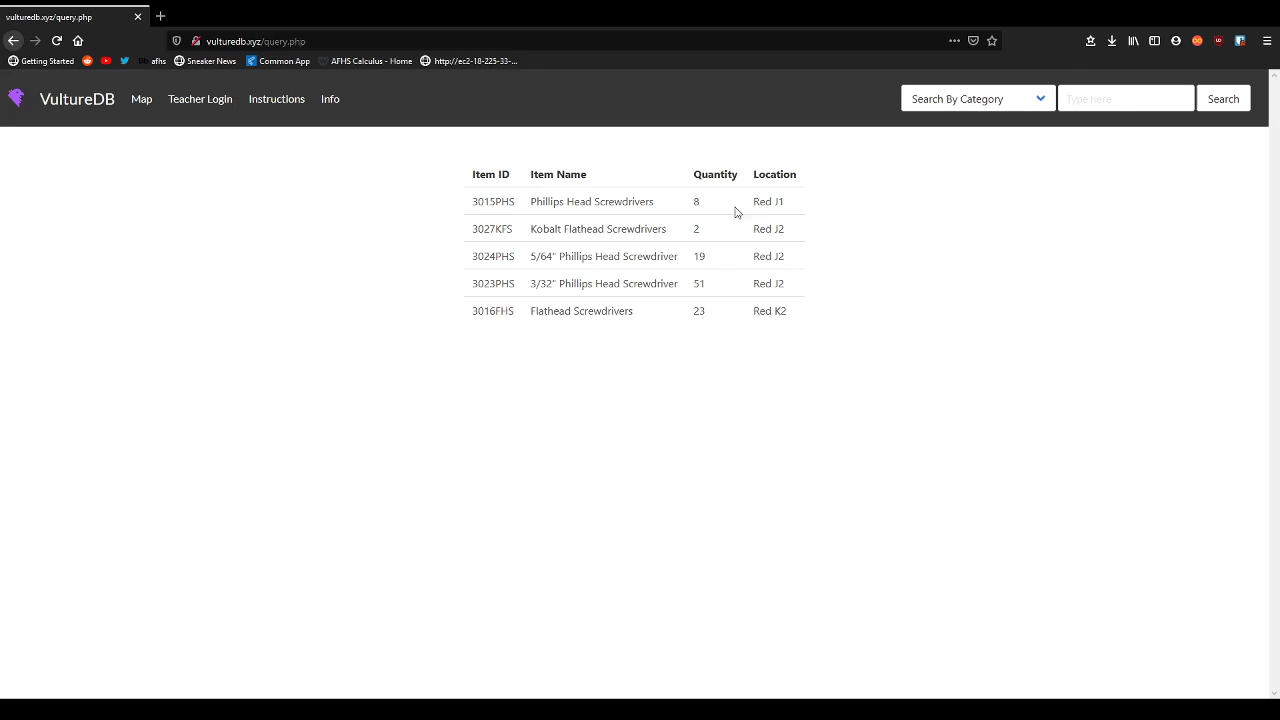 vulturedb.xyz/query.php
vulturedb.xyz/query.php
Getting Started afhs Sneaker News Common App AFHS Calculus - Home http://ec2-18-225-33-...
VultureDB Map Teacher Login Instructions Info Search By Category Type here Search
Item ID Item Name Quantity Location
3015PHS Phillips Head Screwdrivers 8 Red J1
3027KFS Kobalt Flathead Screwdrivers 2 Red J2
3024PHS 5/64" Phillips Head Screwdriver 19 Red J2
3023PHS 3/32" Phillips Head Screwdriver 51 Red J2
3016FHS Flathead Screwdrivers 23 Red K2